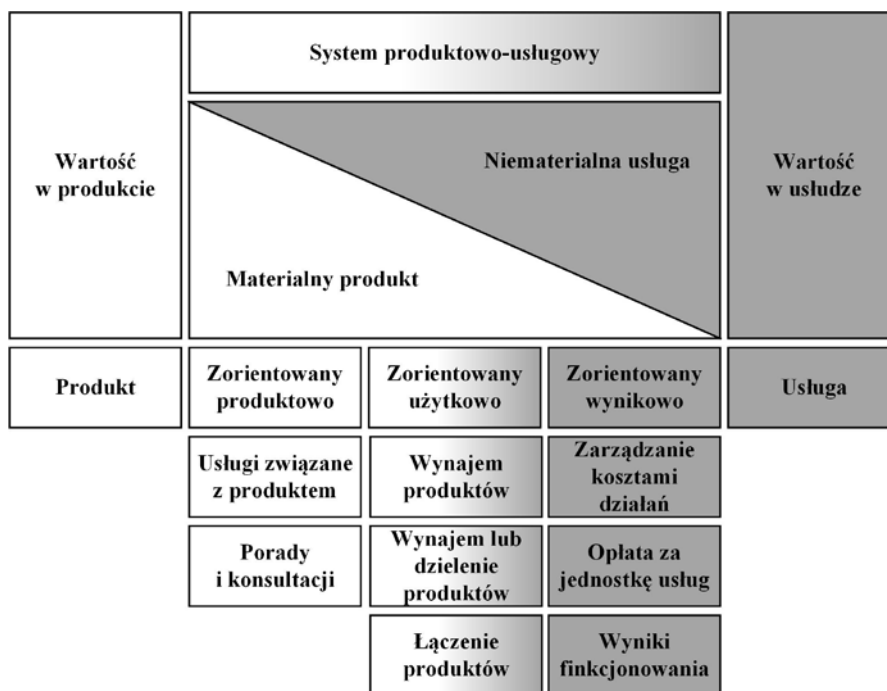 System produktowo-usługowy
Wartość
w produkcie
Niematerialna usługa
Wartość
w usłudze
Materialny produkt
Produkt
Zorientowany
produktowo
Zorientowany
użytkowo
Zorientowany
wynikowo
Usługa
Usługi związane
z produktem
Wynajem
produktów
Zarządzanie
kosztami
działań
Porady
i konsultacji
Wynajem lub
dzielenie
produktów
Opłata za
jednostkę usług
Łączenie
produktów
Wyniki
finkcjonowania